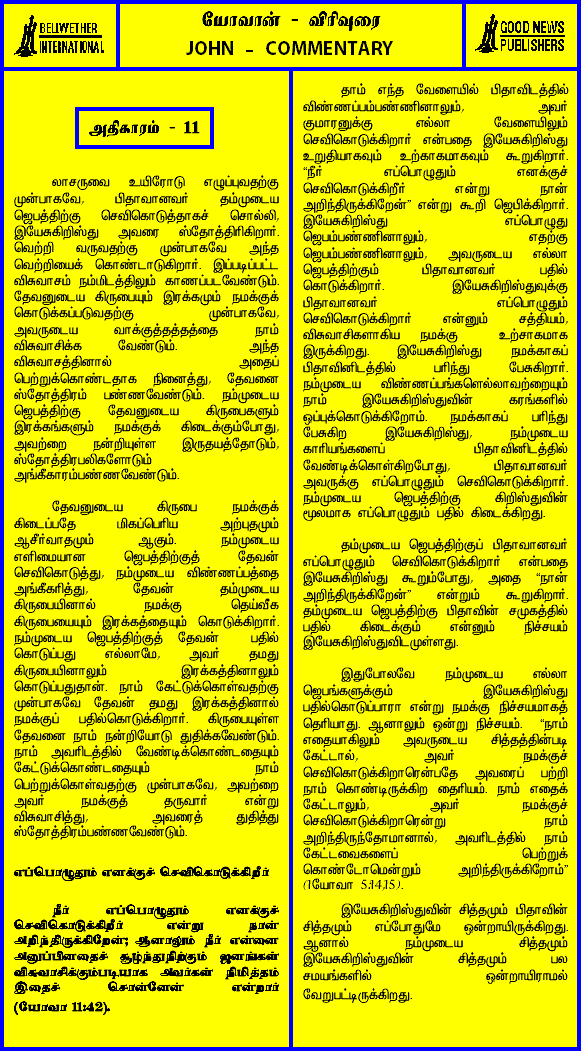 BELWETHER
INTERNATIONAL
யோவான் - விரிவுரை
JOHN - COMMENTARY
GOOD NEWS
PUBLISHERS
அதிகாரம் - 11
லாசருவை உயிரோடு எழுப்புவதற்கு
முன்பாகவே, பிதாவானவர் தம்முடைய
ஜெபத்திற்கு செவிகொடுத்தாகச் சொல்லி,
இயேசுகிறிஸ்து அவரை ஸ்தோத்திரிகிறார்.
வெற்றி வருவதற்கு முன்பாகவே அந்த
வெற்றியைக் கொண்டாடுகிறார். இப்படிப்பட்ட
விசுவாசம் நம்மிடத்திலும் காணப்படவேண்டும்.
தேவனுடைய கிருபையும் இரக்கமும் நமக்குக்
கொடுக்கப்படுவதற்கு முன்பாகவே,
அவருடைய வாக்குத்தத்தத்தை நாம்
விசுவாசிக்க வேண்டும். அந்த
விசுவாசத்தினால் அதைப்
பெற்றுக்கொண்டதாக நினைத்து, தேவனை
ஸ்தோத்திரம் பண்ணவேண்டும். நம்முடைய
ஜெபத்திற்கு தேவனுடைய கிருபைகளும்
இரக்கங்களும் நமக்குக் கிடைக்கும்போது,
அவற்றை நன்றியுள்ள இருதயத்தோடும்,
ஸ்தோத்திரபலிகளோடும்
அங்கீகாரம்பண்ணவேண்டும்.
தேவனுடைய கிருபை நமக்குக்
கிடைப்பதே மிகப்பெரிய அற்புதமும்
ஆசீர்வாதமும் ஆகும். நம்முடைய
எளிமையான ஜெபத்திற்குத் தேவன்
செவிகொடுத்து, நம்முடைய விண்ணப்பத்தை
அங்கீகரித்து, தேவன் தம்முடைய
கிருபையினால் நமக்கு தெய்வீக
கிருபையையும் இரக்கத்தையும் கொடுக்கிறார்.
நம்முடைய ஜெபத்திற்குத் தேவன் பதில்
கொடுப்பது எல்லாமே, அவர் தமது
கிருபையினாலும் இரக்கத்தினாலும்
கொடுப்பதுதான். நாம் கேட்டுக்கொள்வதற்கு
முன்பாகவே தேவன் தமது இரக்கத்தினால்
நமக்குப் பதில்கொடுக்கிறார். கிருபையுள்ள
தேவனை நாம் நன்றியோடு துதிக்கவேண்டும்.
நாம் அவரிடத்தில் வேண்டிக்கொண்டதையும்
கேட்டுக்கொண்டதையும் நாம்
பெற்றுக்கொள்வதற்கு முன்பாகவே, அவற்றை
அவர் நமக்குத் தருவார் என்று
விசுவாசித்து, அவரைத் துதித்து
ஸ்தோத்திரம்பண்ணவேண்டும்.
எப்பொழுதும் எனக்குச் செவிகொடுக்கிறீர்
நீர் எப்பொழுதும் எனக்குச்
செவிகொடுக்கிறீர் என்று நான்
அறிந்திருக்கிறேன்; ஆனாலும் நீர் என்னை
அனுப்பினதைச் சூழ்ந்துநிற்கும் ஜனங்கள்
விசுவாசிக்கும்படியாக அவர்கள் நிமித்தம்
இதைச் சொன்னேன் என்றார்
(யோவா 11:42).
தாம் எந்த வேளையில் பிதாவிடத்தில்
விண்ணப்பம்பண்ணினாலும், அவர்
குமாரனுக்கு எல்லா வேளையிலும்
செவிகொடுக்கிறார் என்பதை இயேசுகிறிஸ்து
உறுதியாகவும் உற்காகமாகவும் கூறுகிறார்.
“நீர் எப்பொழுதும் எனக்குச்
செவிகொடுக்கிறீர் என்று நான்
அறிந்திருக்கிறேன்” என்று கூறி ஜெபிக்கிறார்.
இயேசுகிறிஸ்து எப்பொழுது
ஜெபம்பண்ணினாலும், எதற்கு
ஜெபம்பண்ணினாலும், அவருடைய எல்லா
ஜெபத்திற்கும் பிதாவானவர் பதில்
கொடுக்கிறார். இயேசுகிறிஸ்துவுக்கு
பிதாவானவர் எப்பொழுதும்
செவிகொடுக்கிறார் என்னும் சத்தியம்,
விசுவாசிகளாகிய நமக்கு உற்சாகமாக
இருக்கிறது. இயேசுகிறிஸ்து நமக்காகப்
பிதாவினிடத்தில் பரிந்து பேசுகிறார்.
நம்முடைய விண்ணப்பங்களெல்லாவற்றையும்
நாம் இயேசுகிறிஸ்துவின் கரங்களில்
ஒப்புக்கொடுக்கிறோம். நமக்காகப் பரிந்து
பேசுகிற இயேசுகிறிஸ்து, நம்முடைய
காரியங்களைப் பிதாவினிடத்தில்
வேண்டிக்கொள்கிறபோது, பிதாவானவர்
அவருக்கு எப்பொழுதும் செவிகொடுக்கிறார்.
நம்முடைய ஜெபத்திற்கு கிறிஸ்துவின்
மூலமாக எப்பொழுதும் பதில் கிடைக்கிறது.
தம்முடைய ஜெபத்திற்குப் பிதாவானவர்
எப்பொழுதும் செவிகொடுக்கிறார் என்பதை
இயேசுகிறிஸ்து கூறும்போது, அதை “நான்
அறிந்திருக்கிறேன்” என்றும் கூறுகிறார்.
தம்முடைய ஜெபத்திற்கு பிதாவின் சமுகத்தில்
பதில் கிடைக்கும் என்னும் நிச்சயம்
இயேசுகிறிஸ்துவிடமுள்ளது.
இதுபோலவே நம்முடைய எல்லா
ஜெபங்களுக்கும் இயேசுகிறிஸ்து
பதில்கொடுப்பாரா என்று நமக்கு நிச்சயமாகத்
தெரியாது. ஆனாலும் ஒன்று நிச்சயம். “நாம்
எதையாகிலும் அவருடைய சித்தத்தின்படி
கேட்டால், அவர் நமக்குச்
செவிகொடுக்கிறாரென்பதே அவரைப் பற்றி
நாம் கொண்டிருக்கிற தைரியம். நாம் எதைக்
கேட்டாலும், அவர் நமக்குச்
செவிகொடுக்கிறாரென்று நாம்
அறிந்திருந்தோமானால், அவரிடத்தில் நாம்
கேட்டவைகளைப் பெற்றுக்
கொண்டோமென்றும் அறிந்திருக்கிறோம்”
(1யோவா 5:14,15).
இயேசுகிறிஸ்துவின் சித்தமும் பிதாவின்
சித்தமும் எப்போதுமே ஒன்றாயிருக்கிறது.
ஆனால் நம்முடைய சித்தமும்
இயேசுகிறிஸ்துவின் சித்தமும் பல
சமயங்களில் ஒன்றாயிராமல்
வேறுபட்டிருக்கிறது.